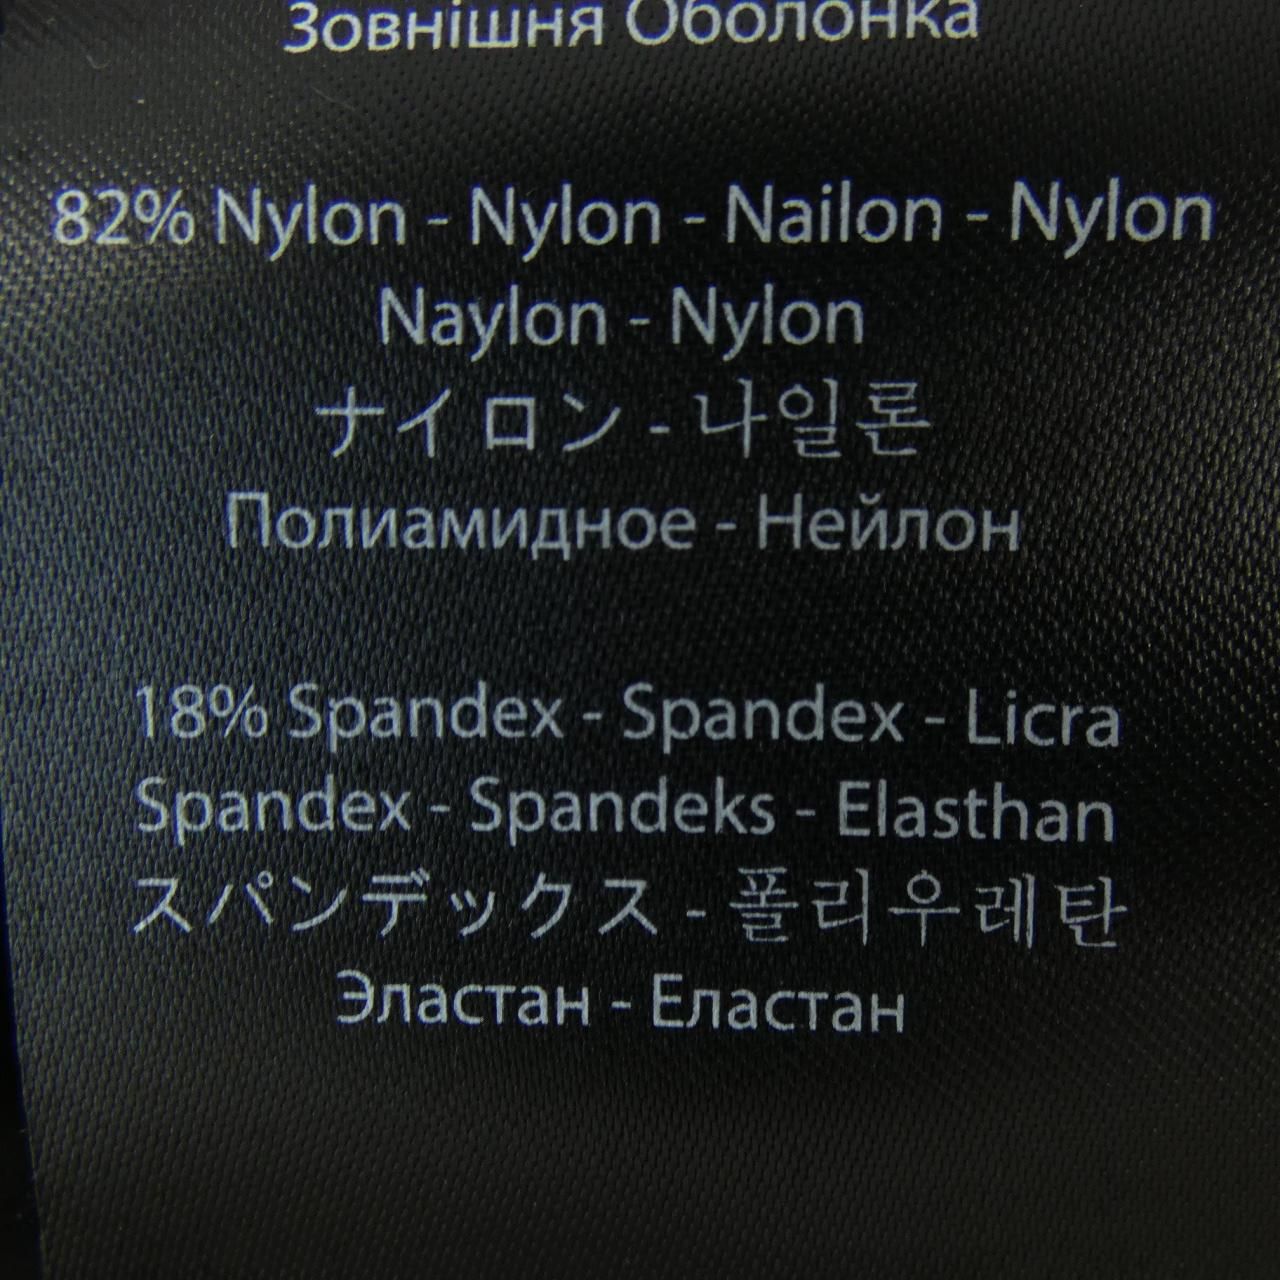 Зовнішня Оболонка
82% Nylon - Nylon - Nailon - Nylon
Naylon - Nylon
ナイロン - 나일론
Полиамидное - Нейлон
18% Spandex - Spandex - Licra
Spandex - Spandeks - Elasthan
スパンデックス - 폴리우레탄
Эластан - Еластан